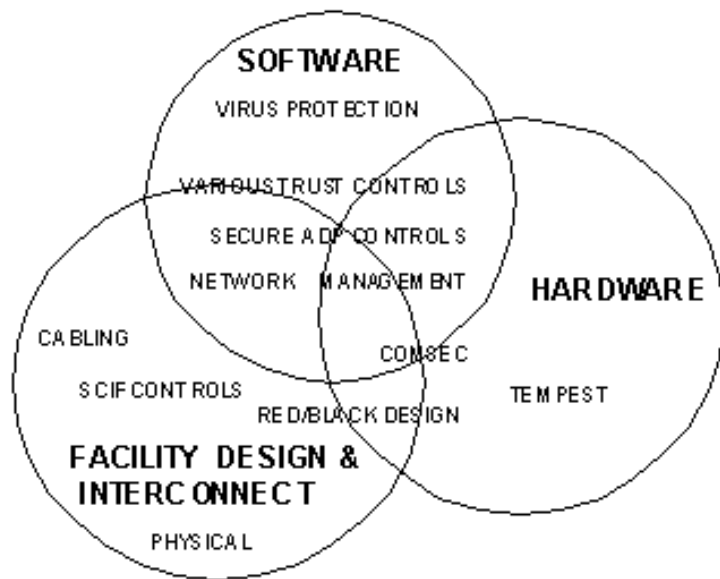 SOFTWARE
VIRUS PROTECTION
VARIOUS TRUST CONTROLS
SECURE ADP CONTROLS
NETWORK MANAGEMENT
HARDWARE
CABLING
COMSEC
SCIF CONTROLS
TEMPEST
RED/BLACK DESIGN
FACILITY DESIGN &
INTERCONNECT
PHYSICAL